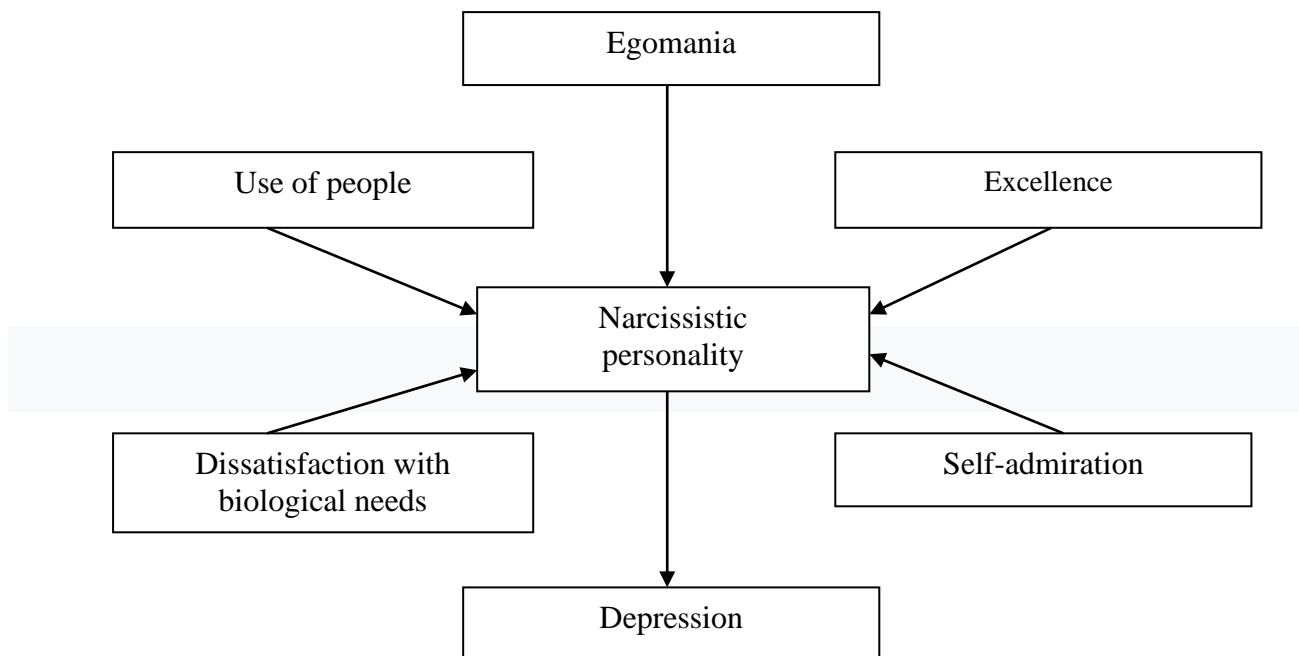 Egomania
Use of people
Excellence
Narcissistic
personality
Dissatisfaction with
biological needs
Self-admiration
Depression